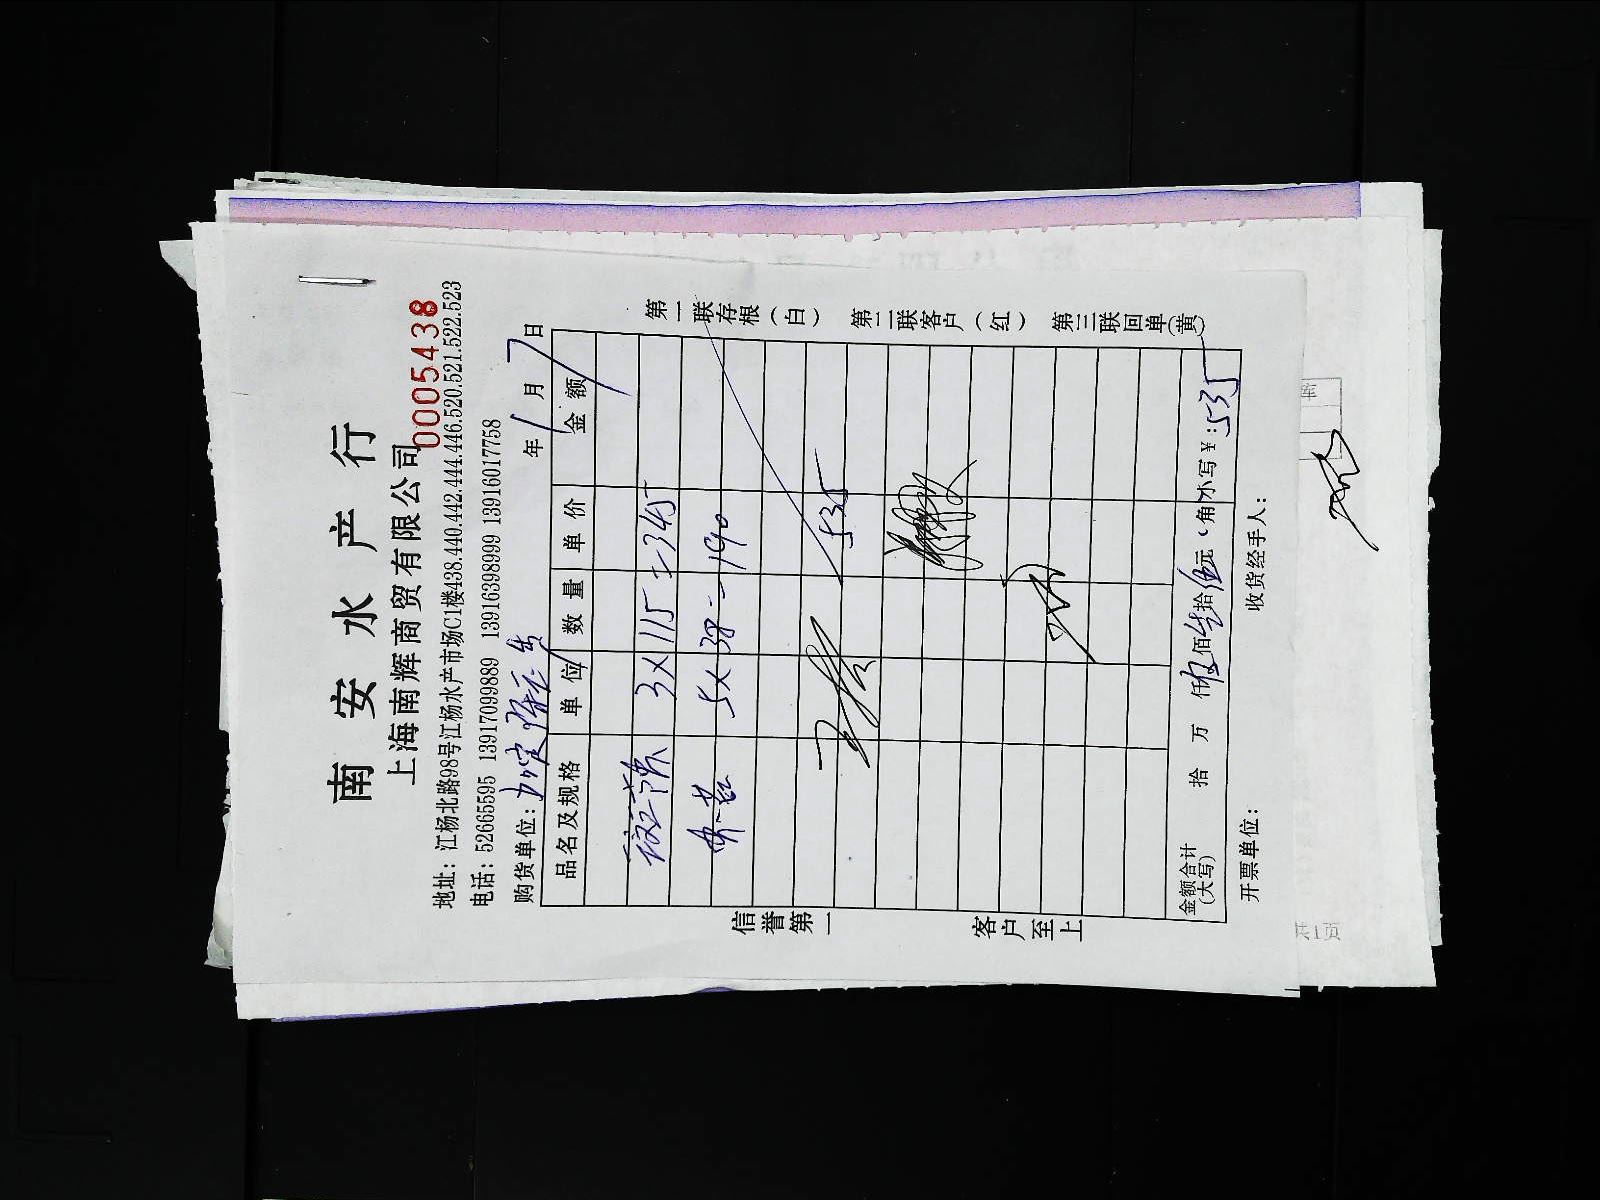 南安水产行
上海南辉商贸有限公司
0005438
地址：江杨北路98号江杨水产市场C1楼438.440.442.444.446.520.521.522.523
电话：52665595 13917099889 13916398999 13916017758
购货单位： 年1月7日
品名及规格 单位 数量 单价 金额
3×115=345
5×38=190
535
金额合计(大写) 拾 万 仟伍佰叁拾伍元 角 小写￥：535
开票单位： 收货经手人：
信誉第一 客户至上
第一联存根（白） 第二联客户（红） 第三联回单（黄）
共1页